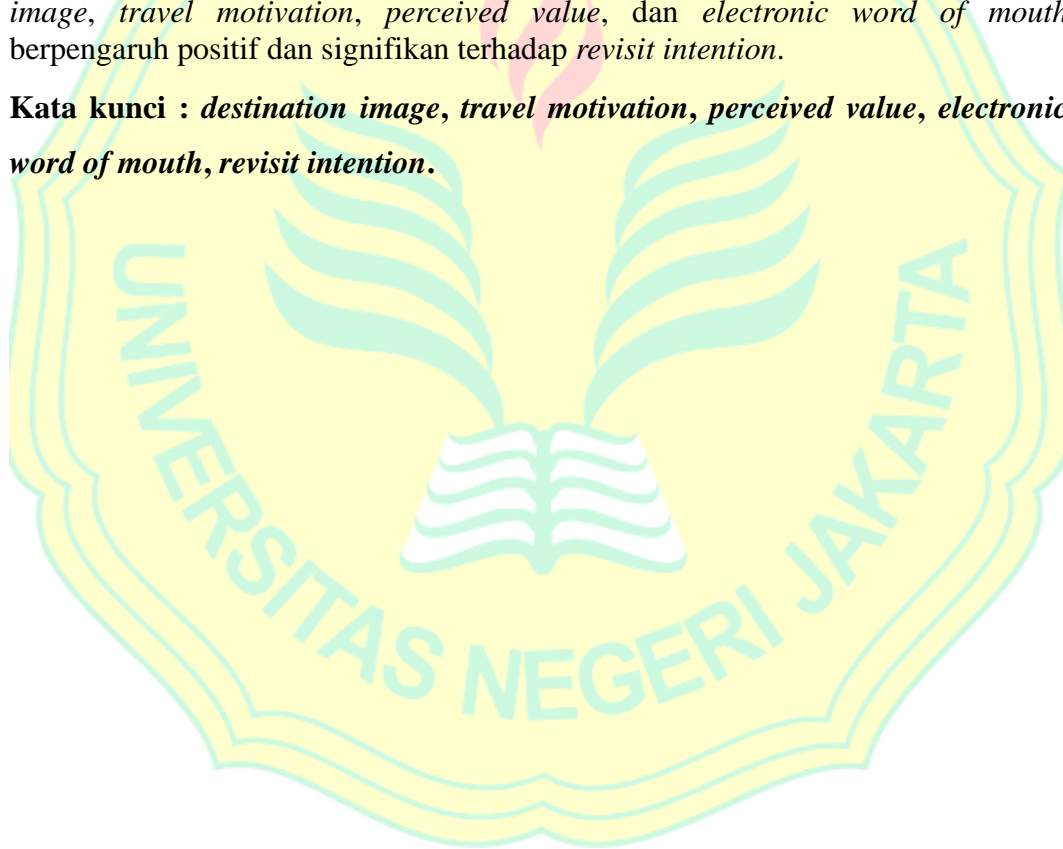 image, travel motivation, perceived value, dan electronic word of mouth
berpengaruh positif dan signifikan terhadap revisit intention.
Kata kunci : destination image, travel motivation, perceived value, electronic
word of mouth, revisit intention.
UNIVERSITAS NEGERI JAKARTA